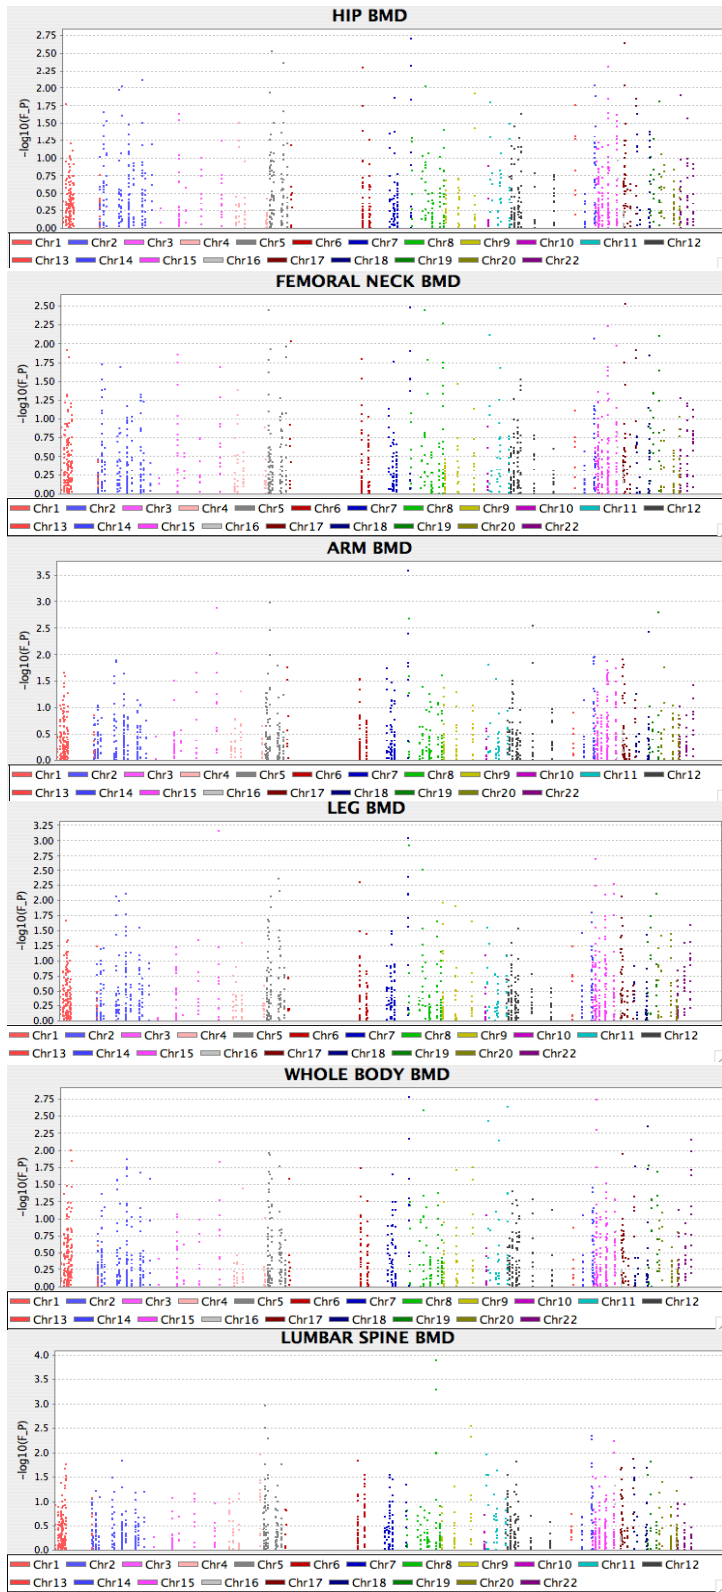 HIP BMD
−log10(F_P)
2.75
2.50
2.25
2.00
1.75
1.50
1.25
1.00
0.75
0.50
0.25
0.00
Chr1 Chr2 Chr3 Chr4 Chr5 Chr6 Chr7 Chr8 Chr9 Chr10 Chr11 Chr12
Chr13 Chr14 Chr15 Chr16 Chr17 Chr18 Chr19 Chr20 Chr22
FEMORAL NECK BMD
−log10(F_P)
2.50
2.25
2.00
1.75
1.50
1.25
1.00
0.75
0.50
0.25
0.00
Chr1 Chr2 Chr3 Chr4 Chr5 Chr6 Chr7 Chr8 Chr9 Chr10 Chr11 Chr12
Chr13 Chr14 Chr15 Chr16 Chr17 Chr18 Chr19 Chr20 Chr22
ARM BMD
−log10(F_P)
3.5
3.0
2.5
2.0
1.5
1.0
0.5
0.0
Chr1 Chr2 Chr3 Chr4 Chr5 Chr6 Chr7 Chr8 Chr9 Chr10 Chr11 Chr12
Chr13 Chr14 Chr15 Chr16 Chr17 Chr18 Chr19 Chr20 Chr22
LEG BMD
−log10(F_P)
3.25
3.00
2.75
2.50
2.25
2.00
1.75
1.50
1.25
1.00
0.75
0.50
0.25
0.00
Chr1 Chr2 Chr3 Chr4 Chr5 Chr6 Chr7 Chr8 Chr9 Chr10 Chr11 Chr12
Chr13 Chr14 Chr15 Chr16 Chr17 Chr18 Chr19 Chr20 Chr22
WHOLE BODY BMD
−log10(F_P)
2.75
2.50
2.25
2.00
1.75
1.50
1.25
1.00
0.75
0.50
0.25
0.00
Chr1 Chr2 Chr3 Chr4 Chr5 Chr6 Chr7 Chr8 Chr9 Chr10 Chr11 Chr12
Chr13 Chr14 Chr15 Chr16 Chr17 Chr18 Chr19 Chr20 Chr22
LUMBAR SPINE BMD
−log10(F_P)
4.0
3.5
3.0
2.5
2.0
1.5
1.0
0.5
0.0
Chr1 Chr2 Chr3 Chr4 Chr5 Chr6 Chr7 Chr8 Chr9 Chr10 Chr11 Chr12
Chr13 Chr14 Chr15 Chr16 Chr17 Chr18 Chr19 Chr20 Chr22